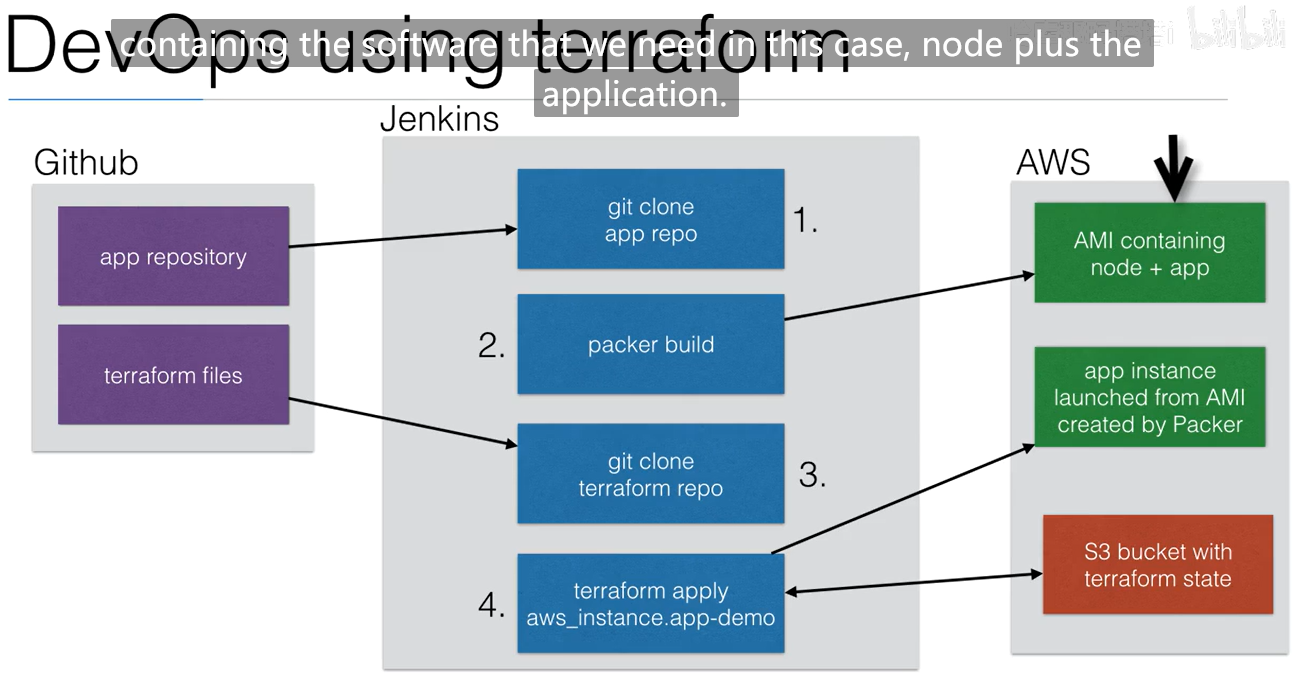 DevOps using terraform
containing the software that we need in this case, node plus the
application.
Github
app repository
terraform files
Jenkins
git clone
app repo
1.
2.
packer build
git clone
terraform repo
3.
4.
terraform apply
aws_instance.app-demo
AWS
AMI containing
node + app
app instance
launched from AMI
created by Packer
S3 bucket with
terraform state
bilibili